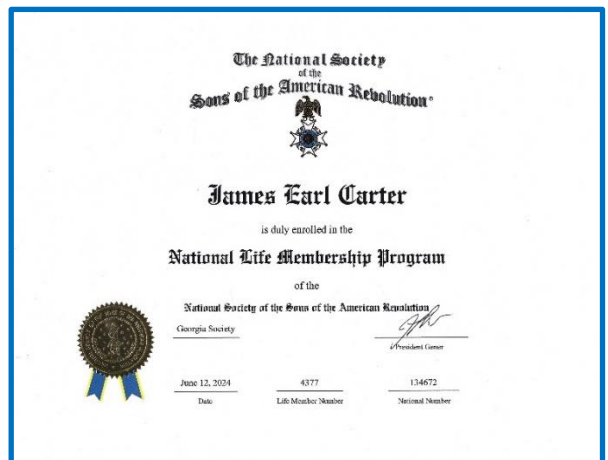 The National Society
of the
Sons of the American Revolution®
James Earl Carter
is duly enrolled in the
National Life Membership Program
of the
National Society of the Sons of the American Revolution
Georgia Society
President General
June 12, 2024 4377 134672
Date Life Member Number National Number